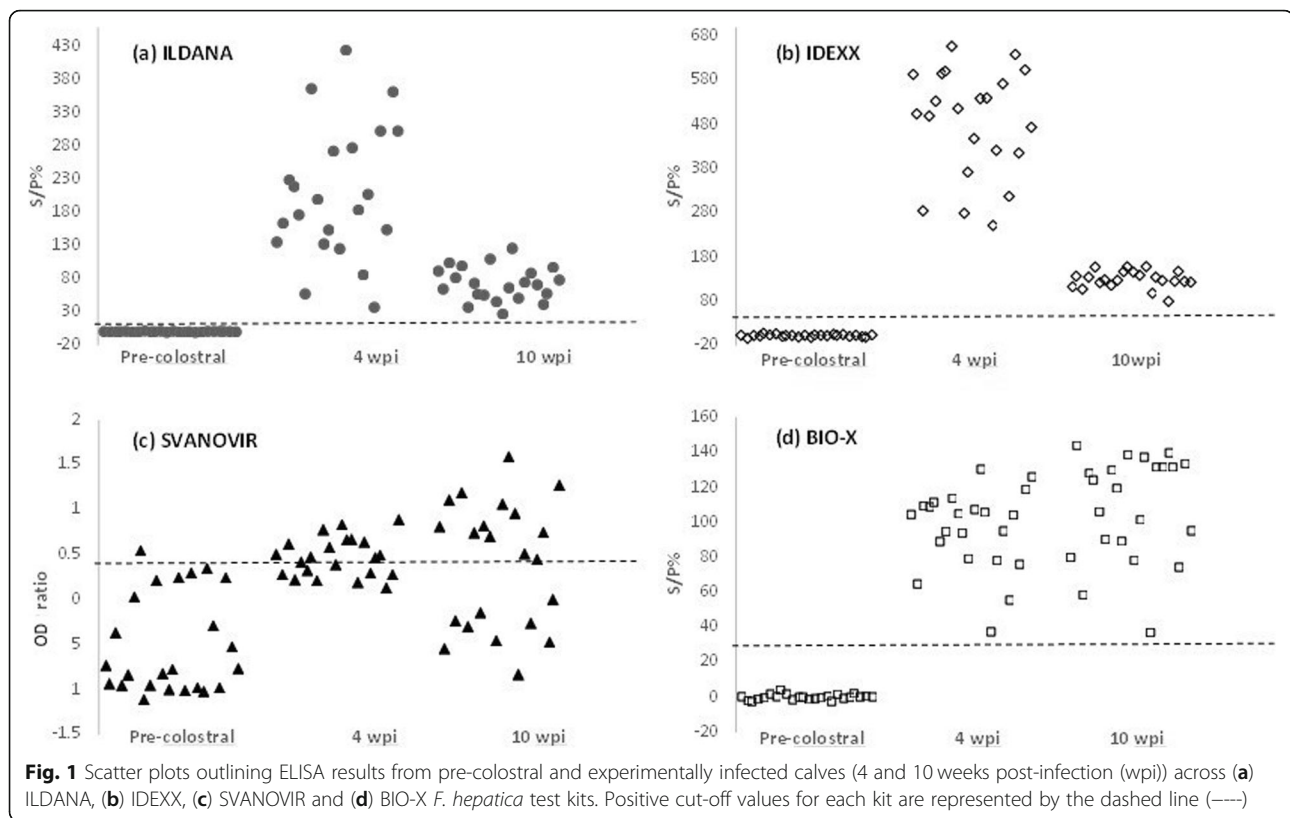 (a) ILDANA
S/P%
430
380
330
280
230
180
130
80
30
-20
Pre-colostral 4 wpi 10 wpi
(b) IDEXX
S/P%
680
580
480
380
280
180
80
-20
Pre-colostral 4 wpi 10wpi
(c) SVANOVIR
OD ratio
2
1.5
1
0.5
0
5
1
-1.5
Pre-colostral 4 wpi 10 wpi
(d) BIO-X
S/P%
160
140
120
100
80
60
40
20
0
-20
Pre-colostral 4 wpi 10 wpi
Fig. 1 Scatter plots outlining ELISA results from pre-colostral and experimentally infected calves (4 and 10 weeks post-infection (wpi)) across (a)
ILDANA, (b) IDEXX, (c) SVANOVIR and (d) BIO-X F. hepatica test kits. Positive cut-off values for each kit are represented by the dashed line (----)